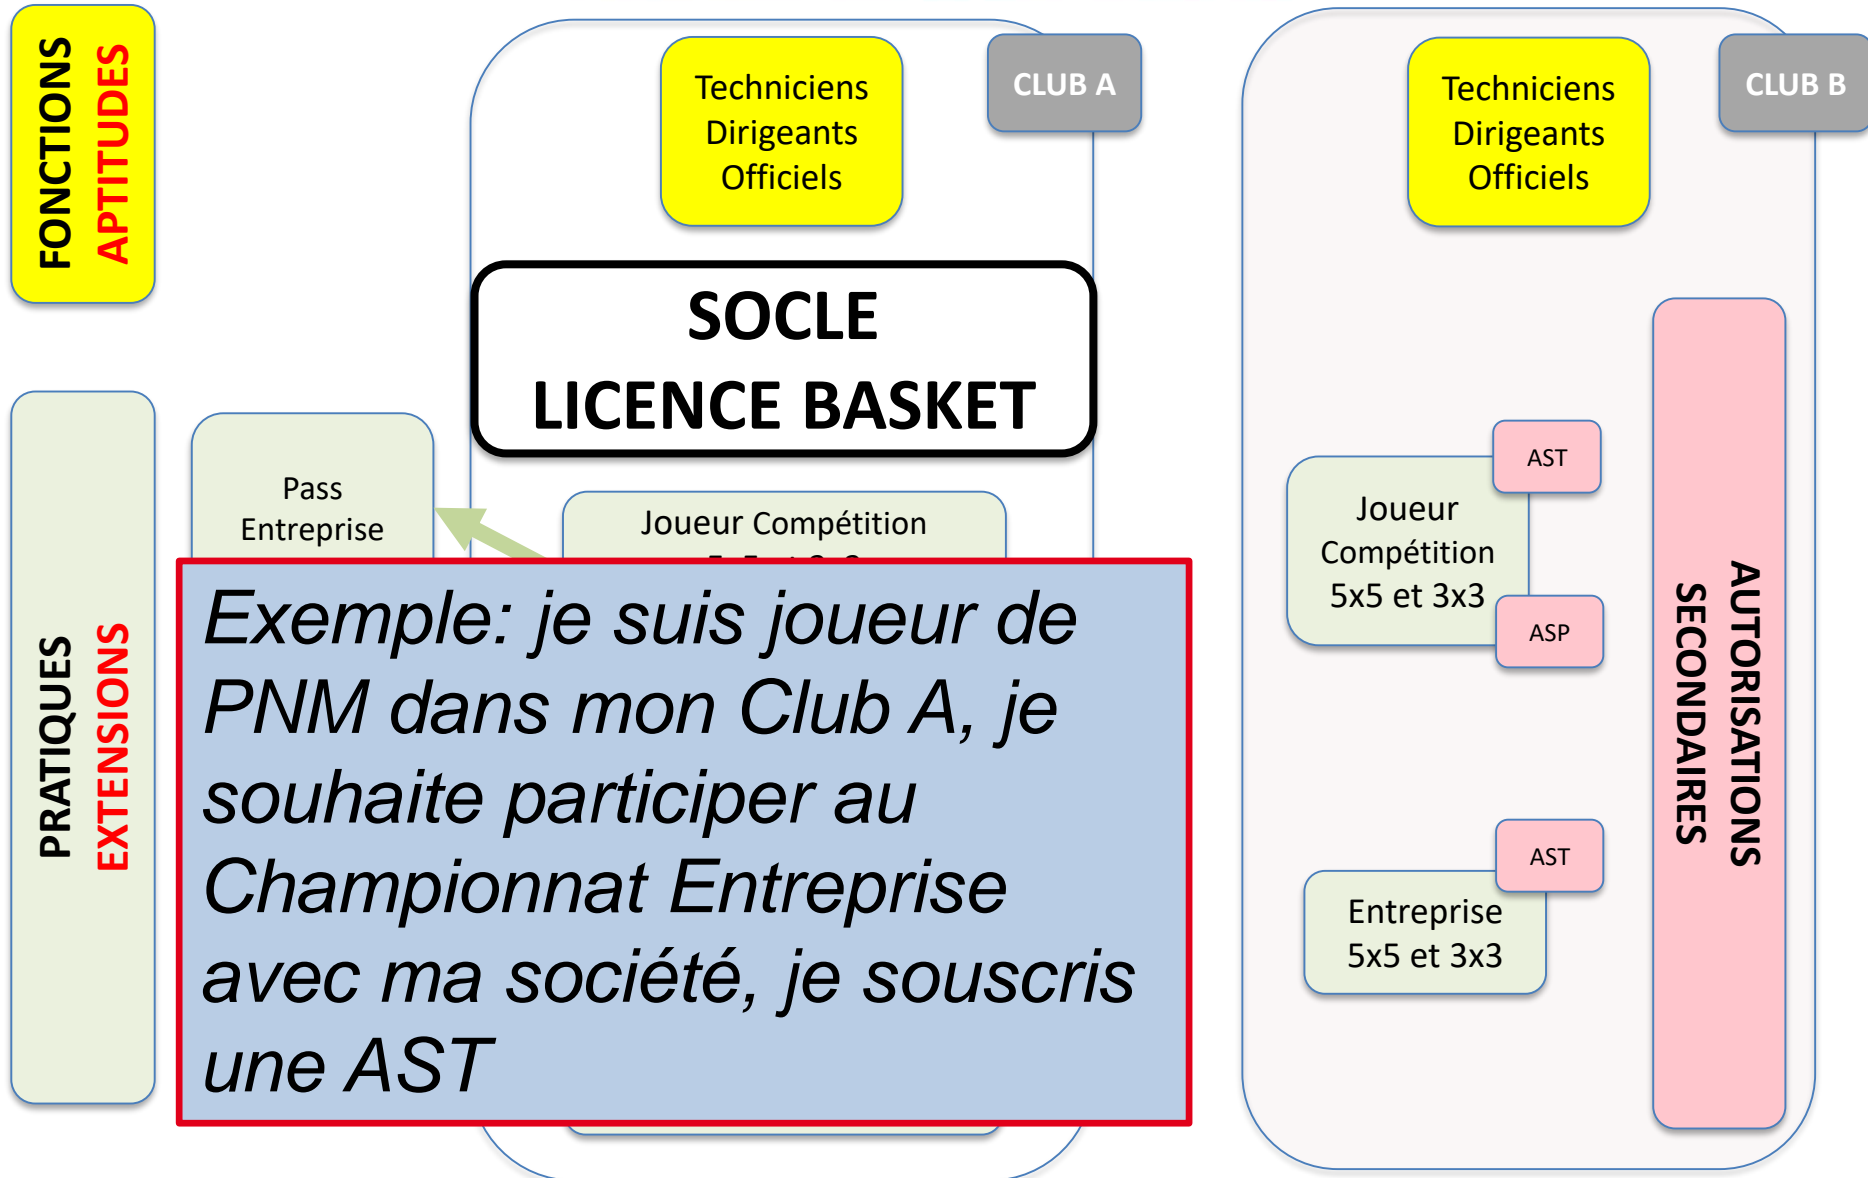 FONCTIONS
APTITUDES
Techniciens
Dirigeants
Officiels
CLUB A
SOCLE
LICENCE BASKET
PRATIQUES
EXTENSIONS
Pass
Entreprise
Joueur Compétition
Exemple: je suis joueur de
PNM dans mon Club A, je
souhaite participer au
Championnat Entreprise
avec ma société, je souscris
une AST
Techniciens
Dirigeants
Officiels
CLUB B
AST
Joueur
Compétition
5x5 et 3x3
ASP
AST
Entreprise
5x5 et 3x3
AUTORISATIONS
SECONDAIRES